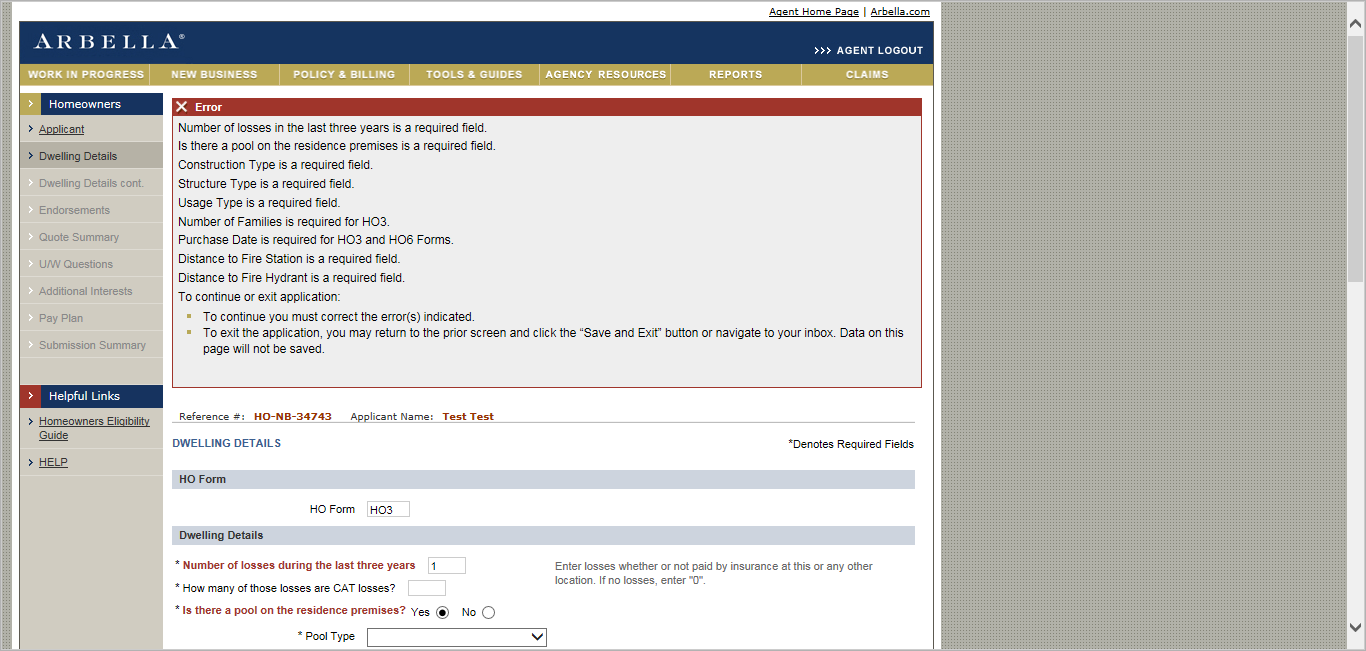 Agent Home Page | Arbella.com
ARBELLA®
>>> AGENT LOGOUT
WORK IN PROGRESS NEW BUSINESS POLICY & BILLING TOOLS & GUIDES AGENCY RESOURCES REPORTS CLAIMS
Homeowners
Applicant
Dwelling Details
Dwelling Details cont.
Endorsements
Quote Summary
U/W Questions
Additional Interests
Pay Plan
Submission Summary
Helpful Links
Homeowners Eligibility
Guide
HELP
Error
Number of losses in the last three years is a required field.
Is there a pool on the residence premises is a required field.
Construction Type is a required field.
Structure Type is a required field.
Usage Type is a required field.
Number of Families is required for HO3.
Purchase Date is required for HO3 and HO6 Forms.
Distance to Fire Station is a required field.
Distance to Fire Hydrant is a required field.
To continue or exit application:
To continue you must correct the error(s) indicated.
To exit the application, you may return to the prior screen and click the “Save and Exit” button or navigate to your inbox. Data on this
page will not be saved.
Reference #: HO-NB-34743 Applicant Name: Test Test
DWELLING DETAILS *Denotes Required Fields
HO Form
HO Form HO3
Dwelling Details
* Number of losses during the last three years 1
Enter losses whether or not paid by insurance at this or any other
location. If no losses, enter "0".
* How many of those losses are CAT losses?
* Is there a pool on the residence premises? Yes No
* Pool Type